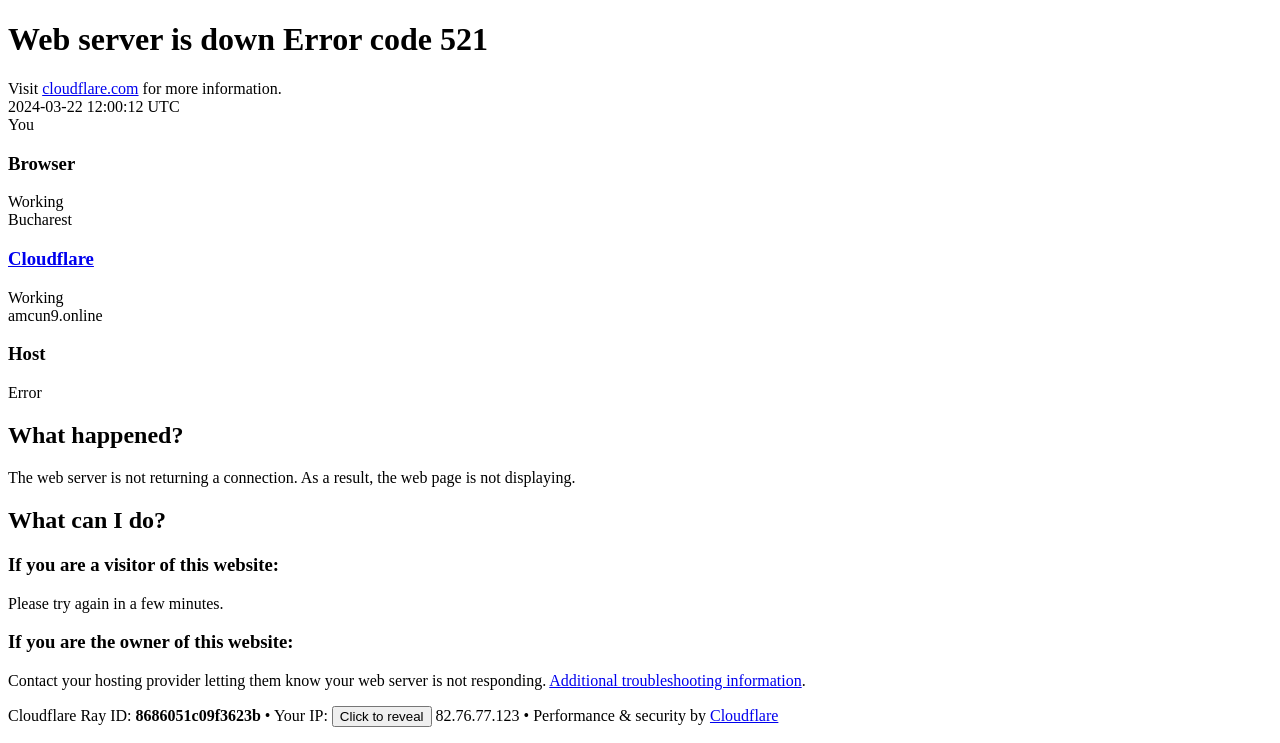 Web server is down Error code 521
Visit cloudflare.com for more information.
2024-03-22 12:00:12 UTC
You
Browser
Working
Bucharest
Cloudflare
Working
amcun9.online
Host
Error
What happened?
The web server is not returning a connection. As a result, the web page is not displaying.
What can I do?
If you are a visitor of this website:
Please try again in a few minutes.
If you are the owner of this website:
Contact your hosting provider letting them know your web server is not responding. Additional troubleshooting information.
Cloudflare Ray ID: 8686051c09f3623b • Your IP: Click to reveal 82.76.77.123 • Performance & security by Cloudflare